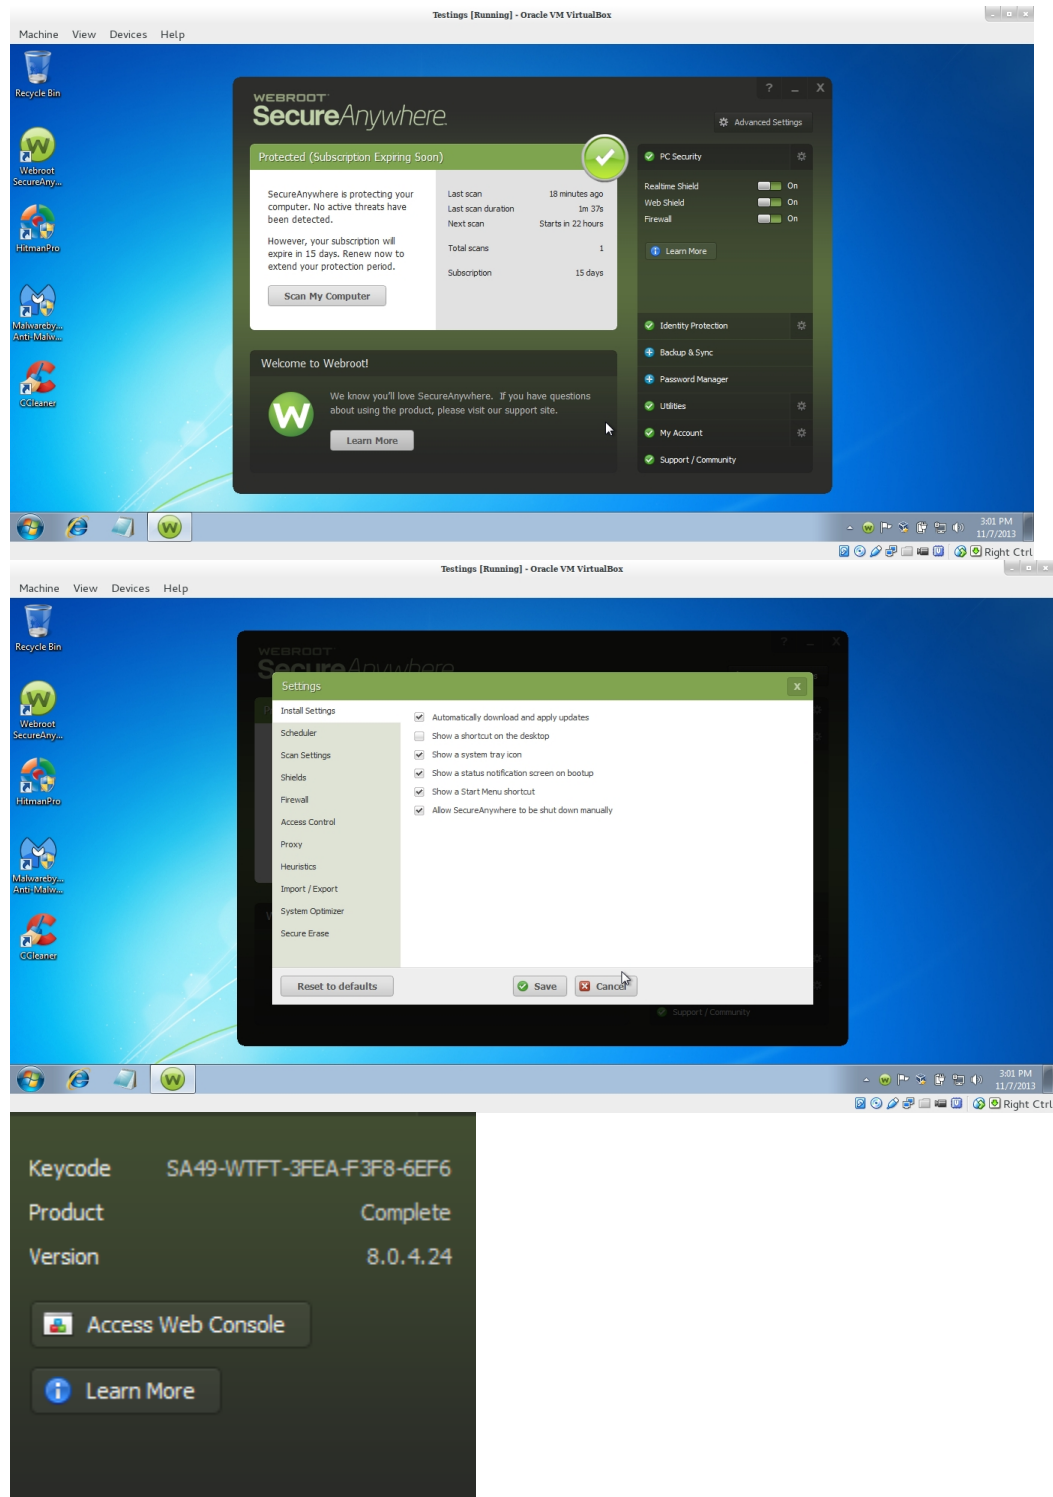 Testings [Running] - Oracle VM VirtualBox
Machine View Devices Help
Recycle Bin
Webroot
SecureAny...
HitmanPro
Malwareby...
Anti-Malw...
CCleaner
WEBROOT
SecureAnywhere.
? _ X
Advanced Settings
Protected (Subscription Expiring Soon)
SecureAnywhere is protecting your
computer. No active threats have
been detected.
However, your subscription will
expire in 15 days. Renew now to
extend your protection period.
Scan My Computer
Last scan 18 minutes ago
Last scan duration 1m 37s
Next scan Starts in 22 hours
Total scans 1
Subscription 15 days
PC Security
Realtime Shield On
Web Shield On
Firewall On
Learn More
Identity Protection
Backup & Sync
Password Manager
Utilities
My Account
Support / Community
Welcome to Webroot!
We know you'll love SecureAnywhere. If you have questions
about using the product, please visit our support site.
Learn More
3:01 PM
11/7/2013
Right Ctrl
Testings [Running] - Oracle VM VirtualBox
Machine View Devices Help
Recycle Bin
Webroot
SecureAny...
HitmanPro
Malwareby...
Anti-Malw...
CCleaner
WEBROOT
SecureAnywhere
? _ X
Settings
X
Install Settings
Scheduler
Scan Settings
Shields
Firewall
Access Control
Proxy
Heuristics
Import / Export
System Optimizer
Secure Erase
Automatically download and apply updates
Show a shortcut on the desktop
Show a system tray icon
Show a status notification screen on bootup
Show a Start Menu shortcut
Allow SecureAnywhere to be shut down manually
Reset to defaults
Save
Cancel
Support / Community
3:01 PM
11/7/2013
Right Ctrl
Keycode SA49-WTFT-3FEA-F3F8-6EF6
Product Complete
Version 8.0.4.24
Access Web Console
Learn More